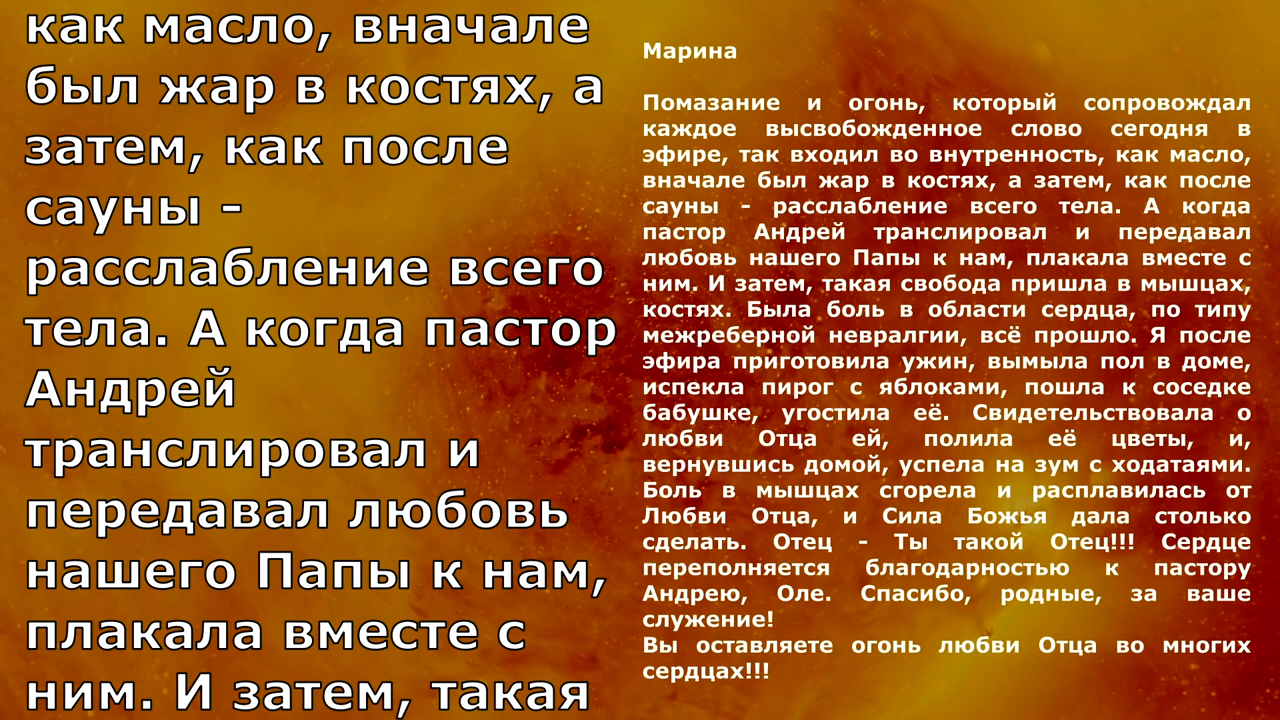 как масло, вначале
был жар в костях, а
затем, как после
сауны -
расслабление всего
тела. А когда пастор
Андрей
транслировал и
передавал любовь
нашего Папы к нам,
плакала вместе с
ним. И затем, такая
Марина
Помазание и огонь, который сопровождал
каждое высвобожденное слово сегодня в
эфире, так входил во внутренность, как масло,
вначале был жар в костях, а затем, как после
сауны - расслабление всего тела. А когда
пастор Андрей транслировал и передавал
любовь нашего Папы к нам, плакала вместе с
ним. И затем, такая свобода пришла в мышцах,
костях. Была боль в области сердца, по типу
межреберной невралгии, всё прошло. Я после
эфира приготовила ужин, вымыла пол в доме,
испекла пирог с яблоками, пошла к соседке
бабушке, угостила её. Свидетельствовала о
любви Отца ей, полила её цветы, и,
вернувшись домой, успела на зум с ходатаями.
Боль в мышцах сгорела и расплавилась от
Любви Отца, и Сила Божья дала столько
сделать. Отец - Ты такой Отец!!! Сердце
переполняется благодарностью к пастору
Андрею, Оле. Спасибо, родные, за ваше
служение!
Вы оставляете огонь любви Отца во многих
сердцах!!!